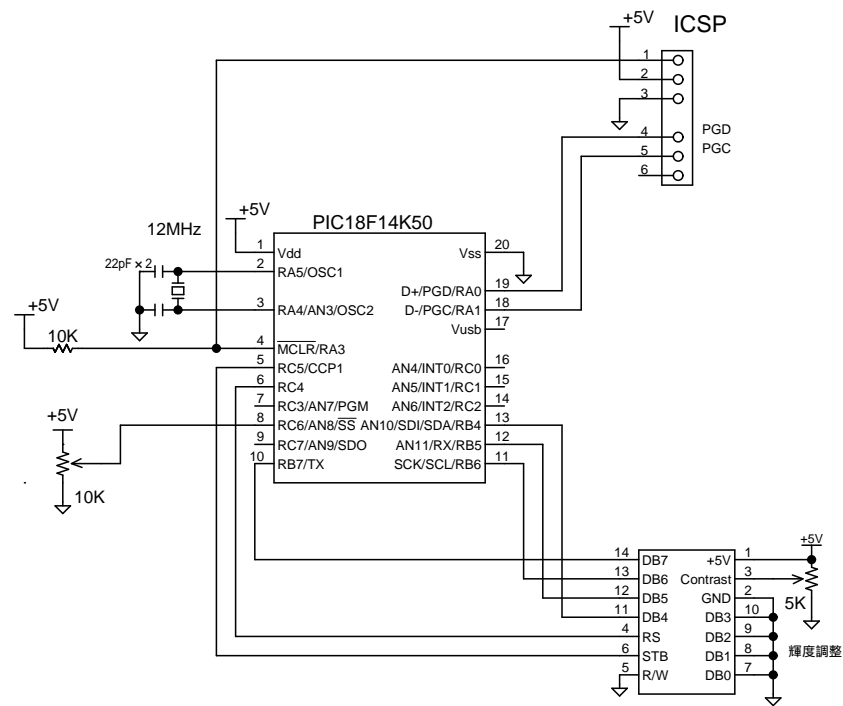 +5V
ICSP
1
2
3
4
PGD
5
PGC
6
+5V
12MHz
PIC18F14K50
1
Vdd
Vss
20
22pF×2
2
RA5/OSC1
D+/PGD/RA0
19
3
RA4/AN3/OSC2
D-/PGC/RA1
18
Vusb
17
+5V
10K
4
MCLR/RA3
5
RC5/CCP1
AN4/INT0/RC0
16
6
RC4
AN5/INT1/RC1
15
7
RC3/AN7/PGM
AN6/INT2/RC2
14
+5V
8
RC6/AN8/SS
AN10/SDI/SDA/RB4
13
9
RC7/AN9/SDO
AN11/RX/RB5
12
10
RB7/TX
SCK/SCL/RB6
11
10K
+5V
14
DB7
+5V
1
13
DB6
Contrast
3
12
DB5
GND
2
5K
11
DB4
DB3
10
4
RS
DB2
9
6
STB
DB1
8
輝度調整
5
R/W
DB0
7